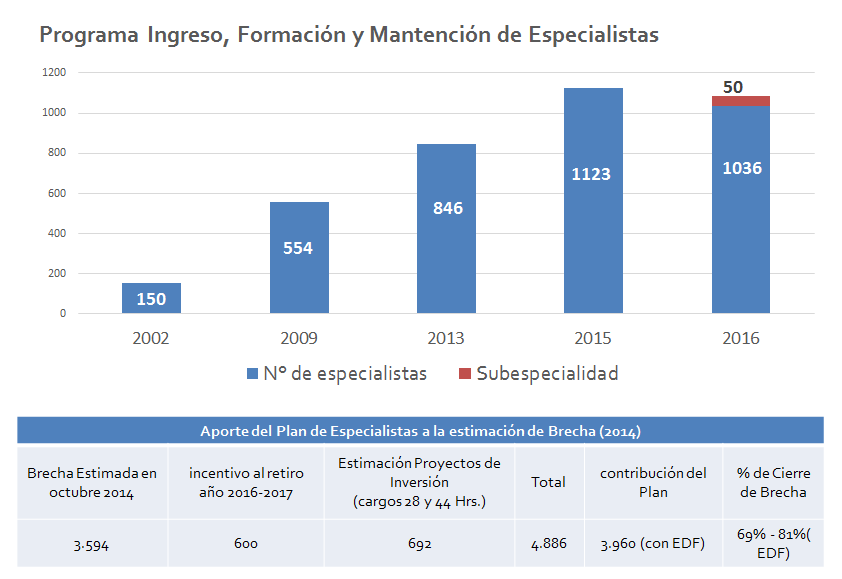 Programa Ingreso, Formación y Mantención de Especialistas
1200
1000
800
600
400
200
0
150
554
846
1123
50
1036
2002 2009 2013 2015 2016
N° de especialistas Subespecialidad
Aporte del Plan de Especialistas a la estimación de Brecha (2014)
Brecha Estimada en
octubre 2014
incentivo al retiro
año 2016-2017
Estimación Proyectos de
Inversión
(cargos 28 y 44 Hrs.)
Total
contribución del
Plan
% de Cierre
de Brecha
3.594
600
692
4.886
3.960 (con EDF)
69% - 81%(
EDF)